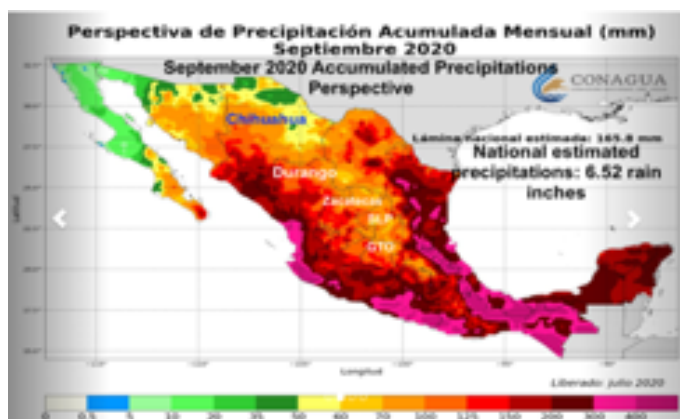 Perspectiva de Precipitación Acumulada Mensual (mm)
Septiembre 2020
September 2020 Accumulated Precipitations
Perspective
CONAGUA
Chihuahua
Lámina nacional estimada: 165.8 mm
National estimated
precipitations: 6.52 rain
inches
Durango
Zacatecas
SLP
GTO
Latitud
Longitud
Liberado: julio 2020
0 0.5 5 10 20 35 50 60 70 100 125 150 200 300 400